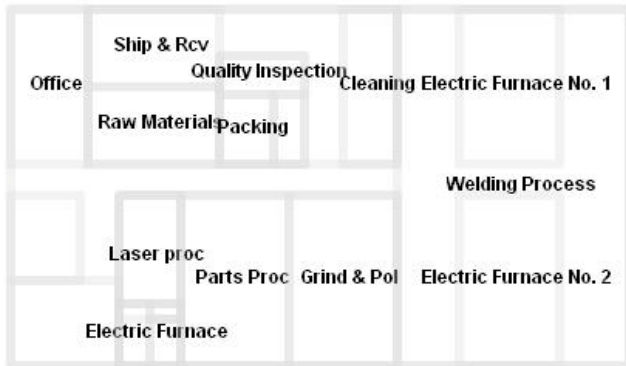 Ship & Rcv
Office
Quality Inspection
Cleaning
Electric Furnace No. 1
Raw Materials
Packing
Welding Process
Laser proc
Parts Proc
Grind & Pol
Electric Furnace No. 2
Electric Furnace